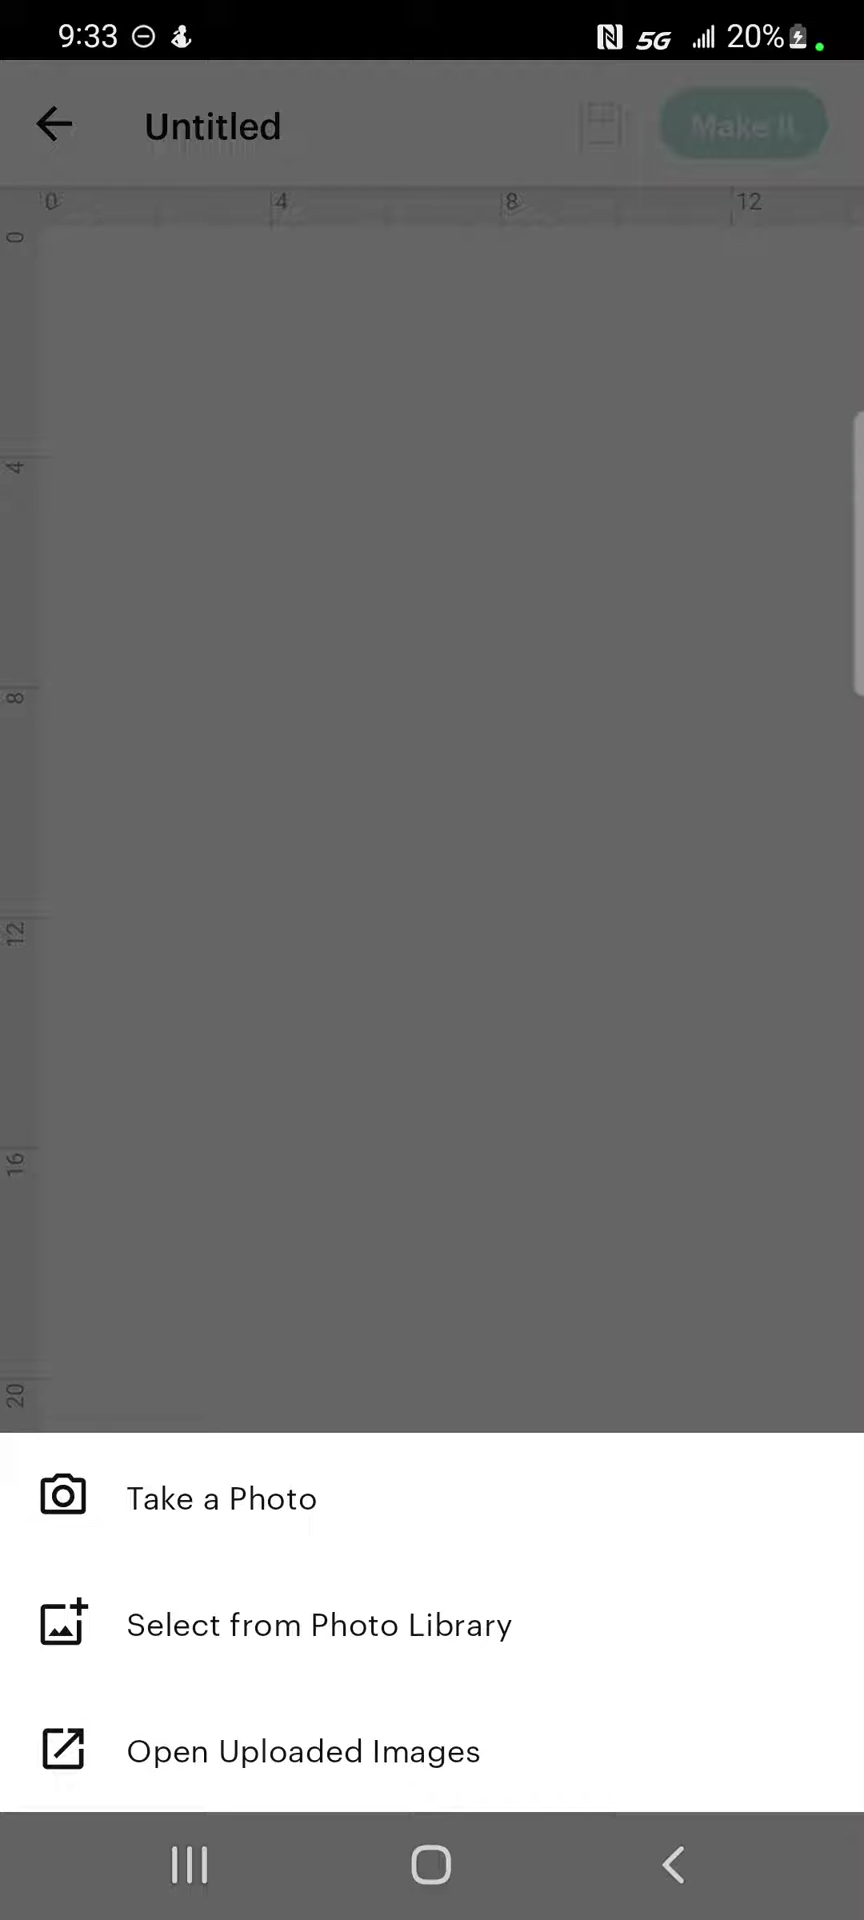 9:33 5G 20%
Untitled Make It
0 4 8 12
0
4
8
12
16
20
Take a Photo
Select from Photo Library
Open Uploaded Images